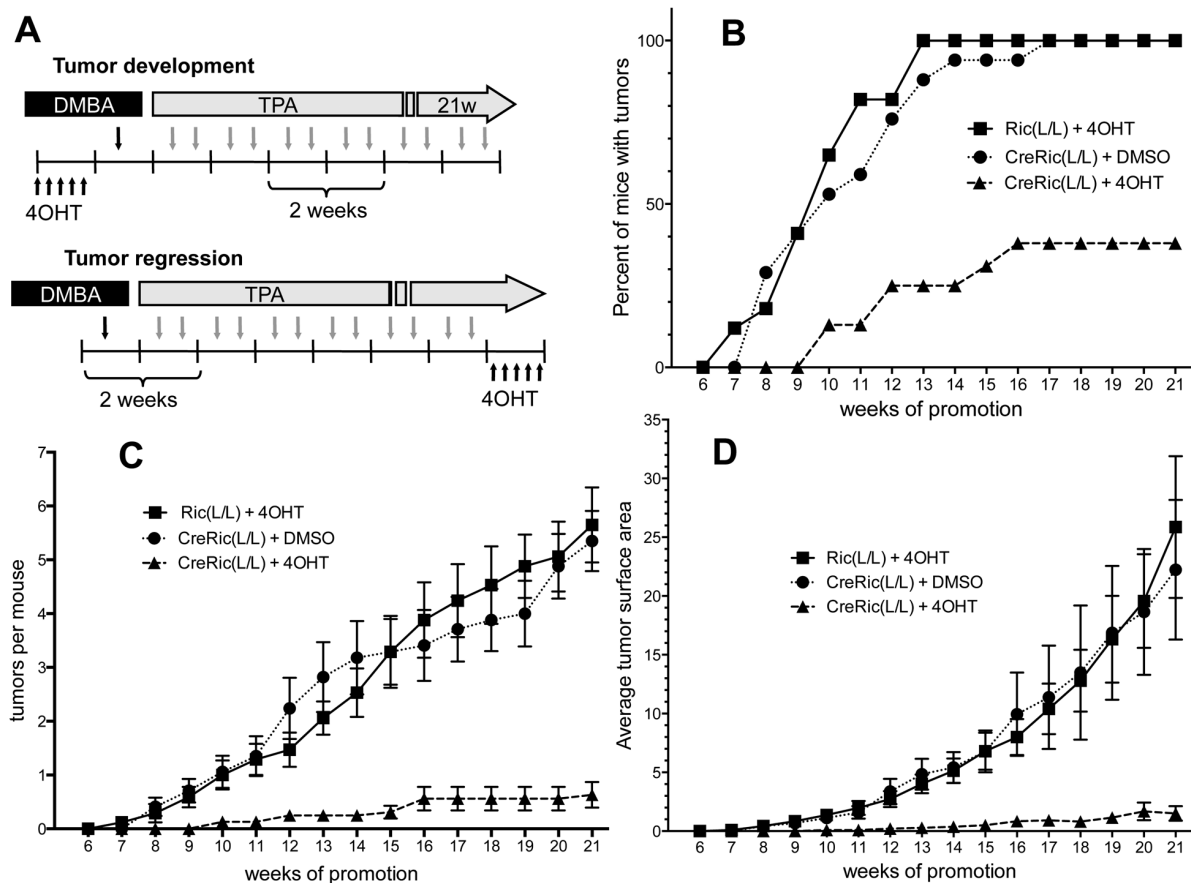 A
Tumor development
DMBA
TPA
21w
4OHT
2 weeks
Tumor regression
DMBA
TPA
2 weeks
4OHT
B
Percent of mice with tumors
100
50
0
Ric(L/L) + 4OHT
CreRic(L/L) + DMSO
CreRic(L/L) + 4OHT
6 7 8 9 10 11 12 13 14 15 16 17 18 19 20 21
weeks of promotion
C
tumors per mouse
7
6
5
4
3
2
1
0
Ric(L/L) + 4OHT
CreRic(L/L) + DMSO
CreRic(L/L) + 4OHT
6 7 8 9 10 11 12 13 14 15 16 17 18 19 20 21
weeks of promotion
D
Average tumor surface area
35
30
25
20
15
10
5
0
Ric(L/L) + 4OHT
CreRic(L/L) + DMSO
CreRic(L/L) + 4OHT
6 7 8 9 10 11 12 13 14 15 16 17 18 19 20 21
weeks of promotion